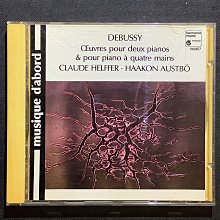 musique d'abord
DEBUSSY
Œuvres pour deux pianos
& pour piano à quatre mains
CLAUDE HELFFER · HAAKON AUSTBÖ
harmonia
mundi